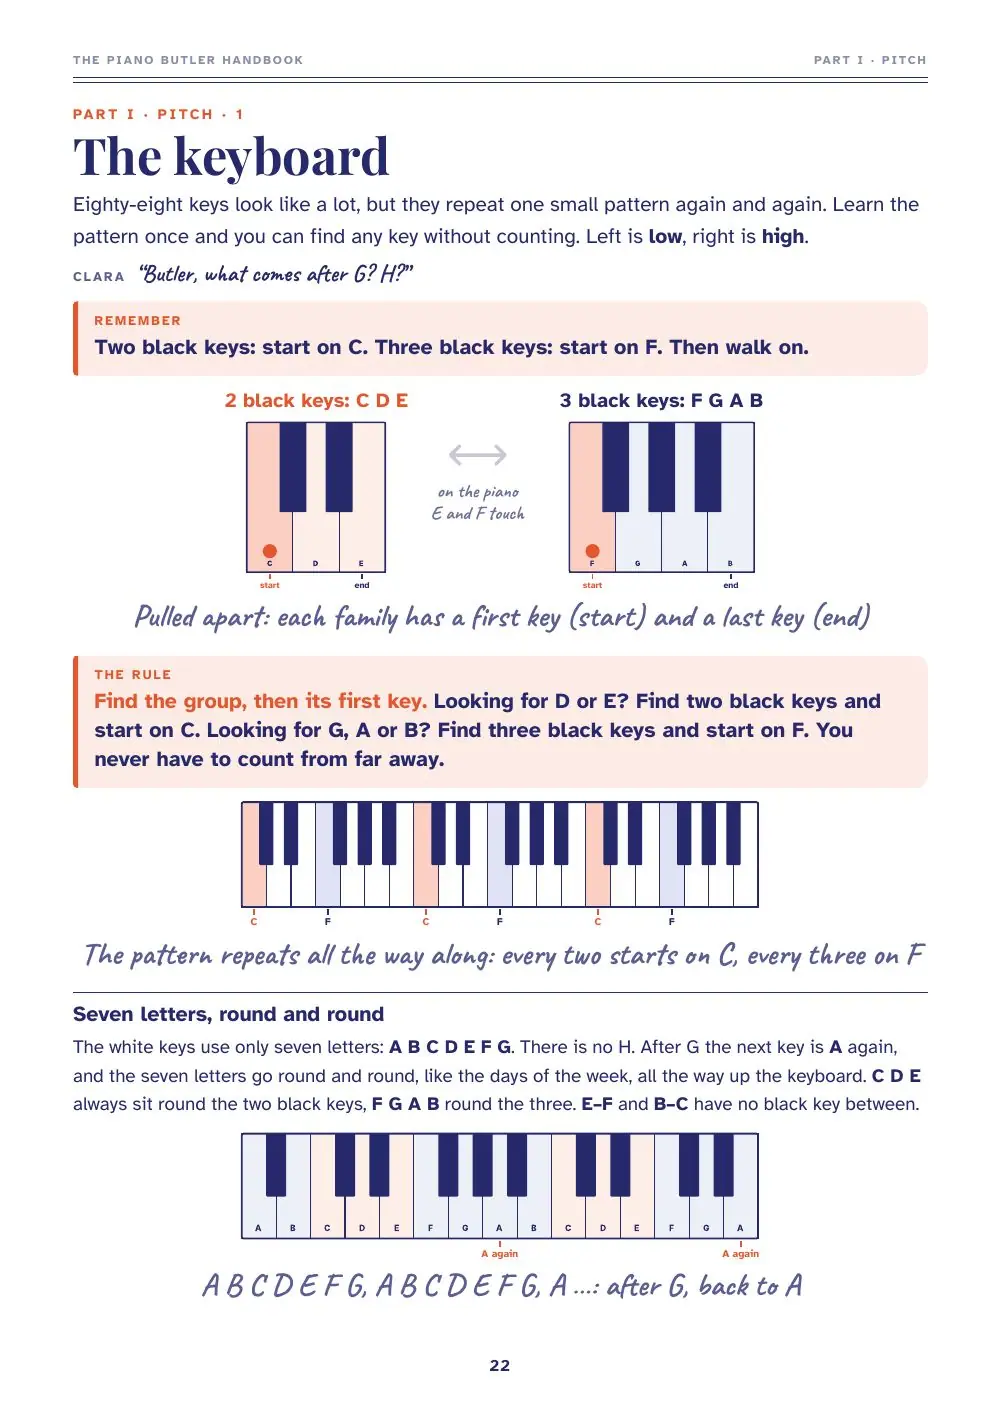 THE PIANO BUTLER HANDBOOK
PART I · PITCH
PART I · PITCH · 1
The keyboard
Eighty-eight keys look like a lot, but they repeat one small pattern again and again. Learn the
pattern once and you can find any key without counting. Left is low, right is high.
CLARA “Butler, what comes after G? H?”
REMEMBER
Two black keys: start on C. Three black keys: start on F. Then walk on.
2 black keys: C D E
3 black keys: F G A B
on the piano
E and F touch
C D E
F G A B
start end
start end
Pulled apart: each family has a first key (start) and a last key (end)
THE RULE
Find the group, then its first key. Looking for D or E? Find two black keys and
start on C. Looking for G, A or B? Find three black keys and start on F. You
never have to count from far away.
C F C F C F
The pattern repeats all the way along: every two starts on C, every three on F
Seven letters, round and round
The white keys use only seven letters: A B C D E F G. There is no H. After G the next key is A again,
and the seven letters go round and round, like the days of the week, all the way up the keyboard. C D E
always sit round the two black keys, F G A B round the three. E–F and B–C have no black key between.
A B C D E F G A B C D E F G A
A again A again
A B C D E F G, A B C D E F G, A ...: after G, back to A
22